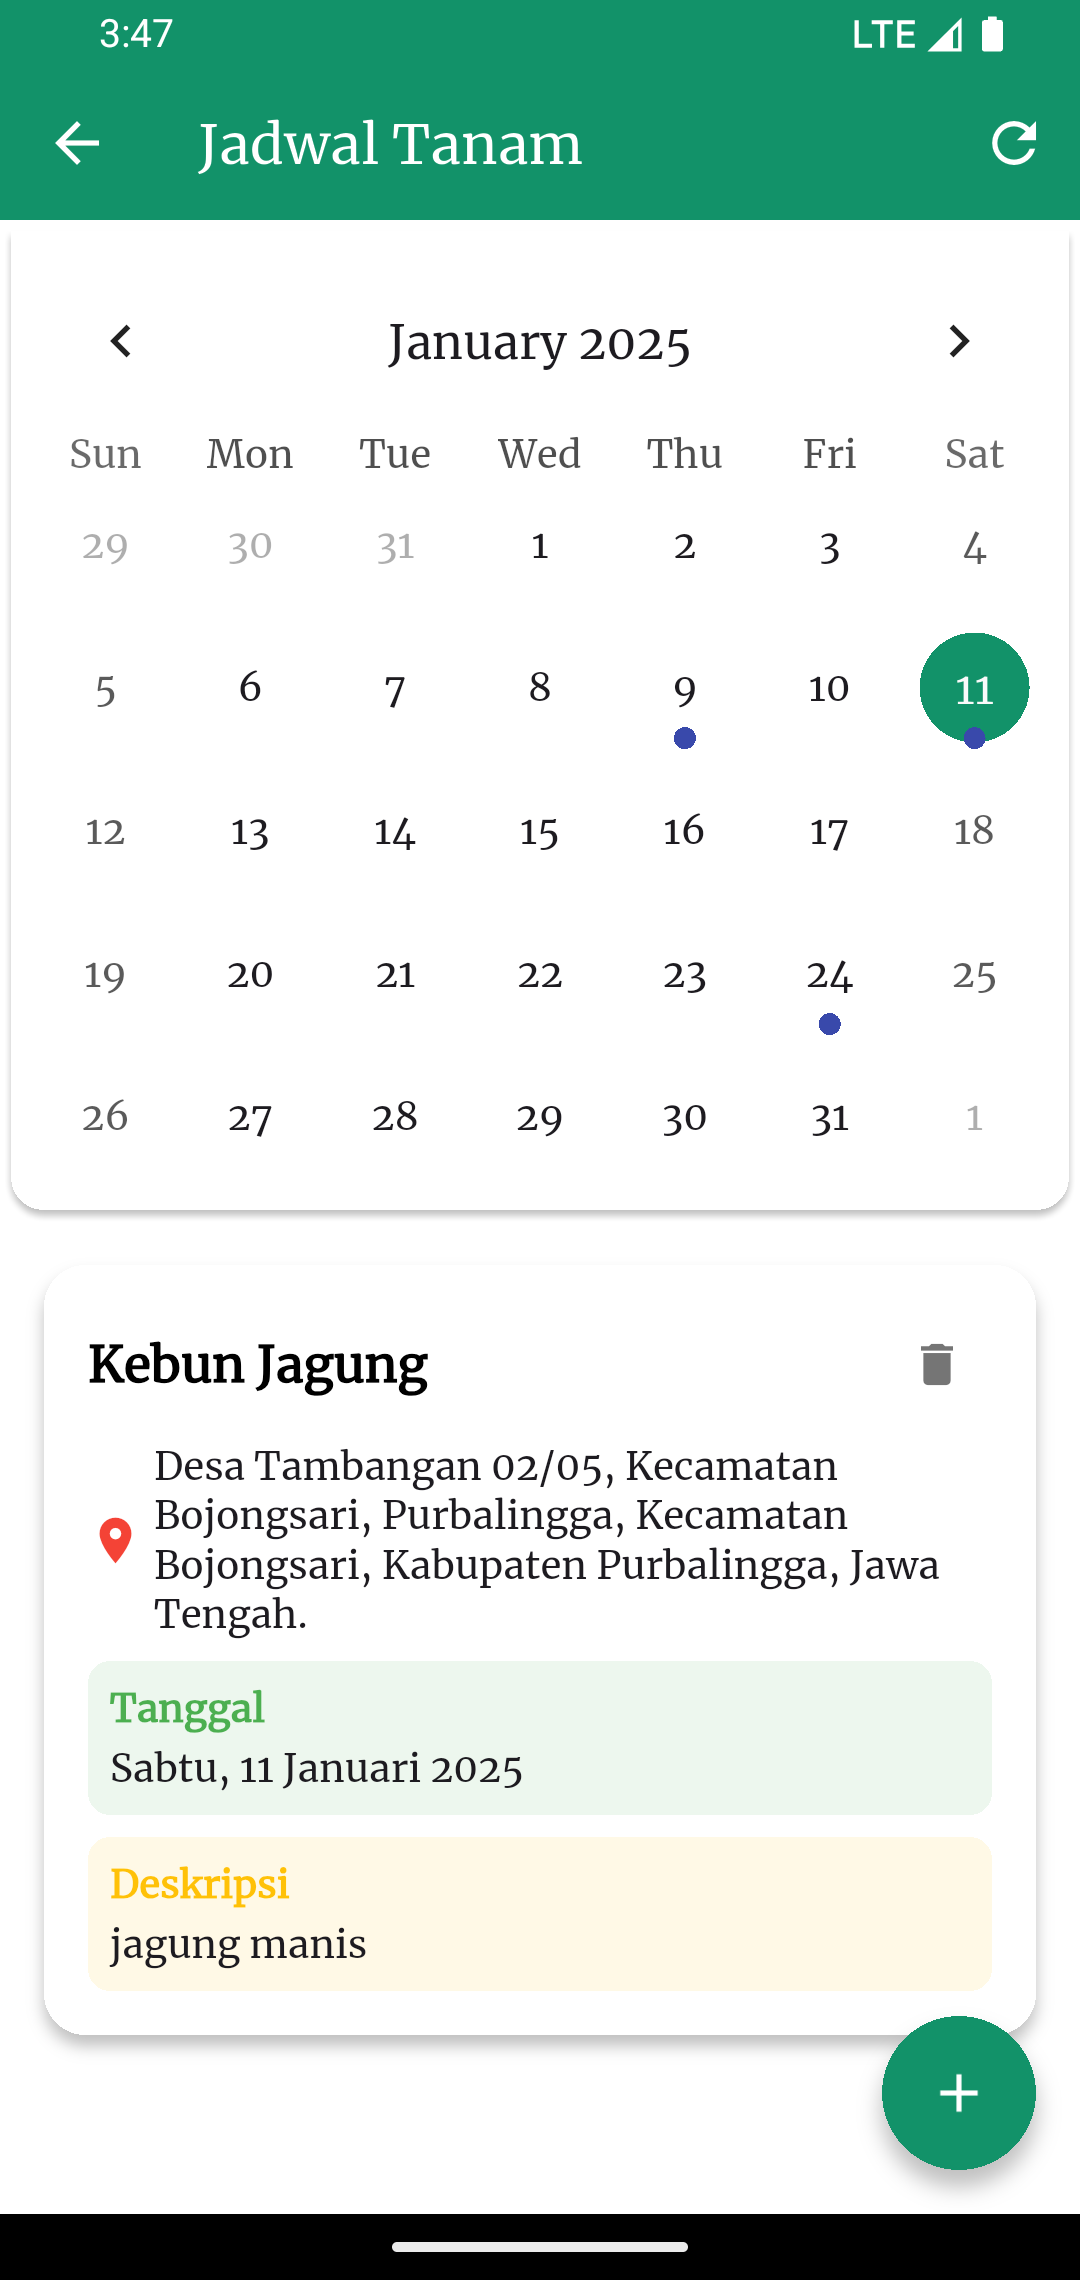 3:47
LTE
Jadwal Tanam
January 2025
Sun Mon Tue Wed Thu Fri Sat
29 30 31 1 2 3 4
5 6 7 8 9 10 11
12 13 14 15 16 17 18
19 20 21 22 23 24 25
26 27 28 29 30 31 1
Kebun Jagung
Desa Tambangan 02/05, Kecamatan
Bojongsari, Purbalingga, Kecamatan
Bojongsari, Kabupaten Purbalingga, Jawa
Tengah.
Tanggal
Sabtu, 11 Januari 2025
Deskripsi
jagung manis